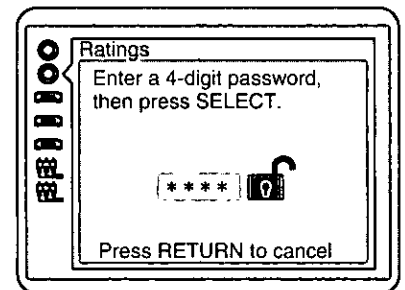 Ratings
Enter a 4-digit password,
then press SELECT.
* * * *
Press RETURN to cancel